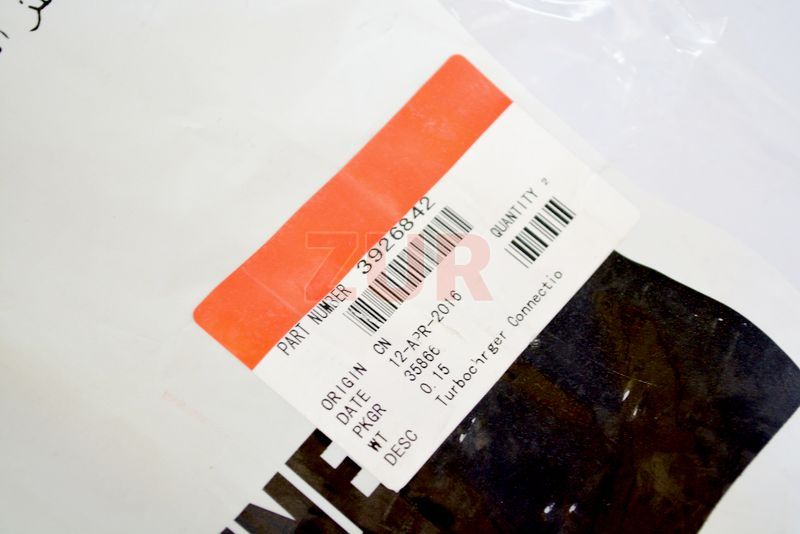 PART NUMBER 3926842
QUANTITY 2
ORIGIN CN
DATE 12-APR-2016
PKGR 35866
WT 0.15
DESC Turbochrger Connectio
ZUR